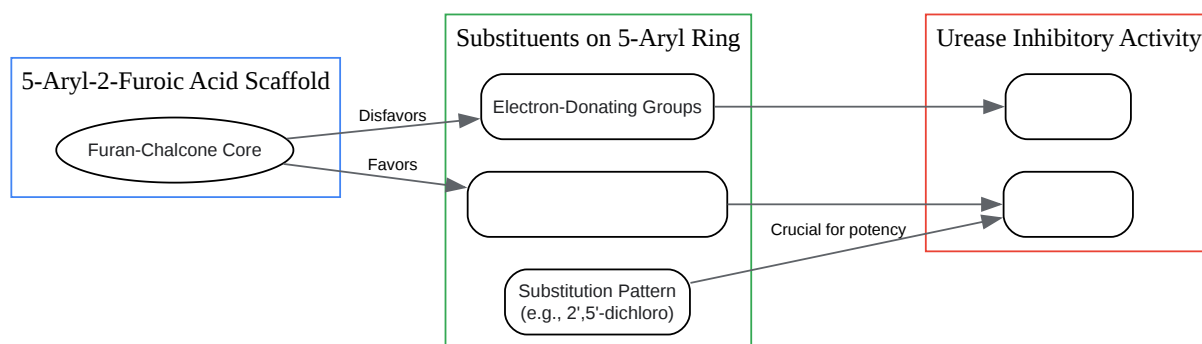 5-Aryl-2-Furoic Acid Scaffold
Furan-Chalcone Core
Disfavors
Favors
Substituents on 5-Aryl Ring
Electron-Donating Groups
Substitution Pattern
(e.g., 2',5'-dichloro)
Crucial for potency
Urease Inhibitory Activity